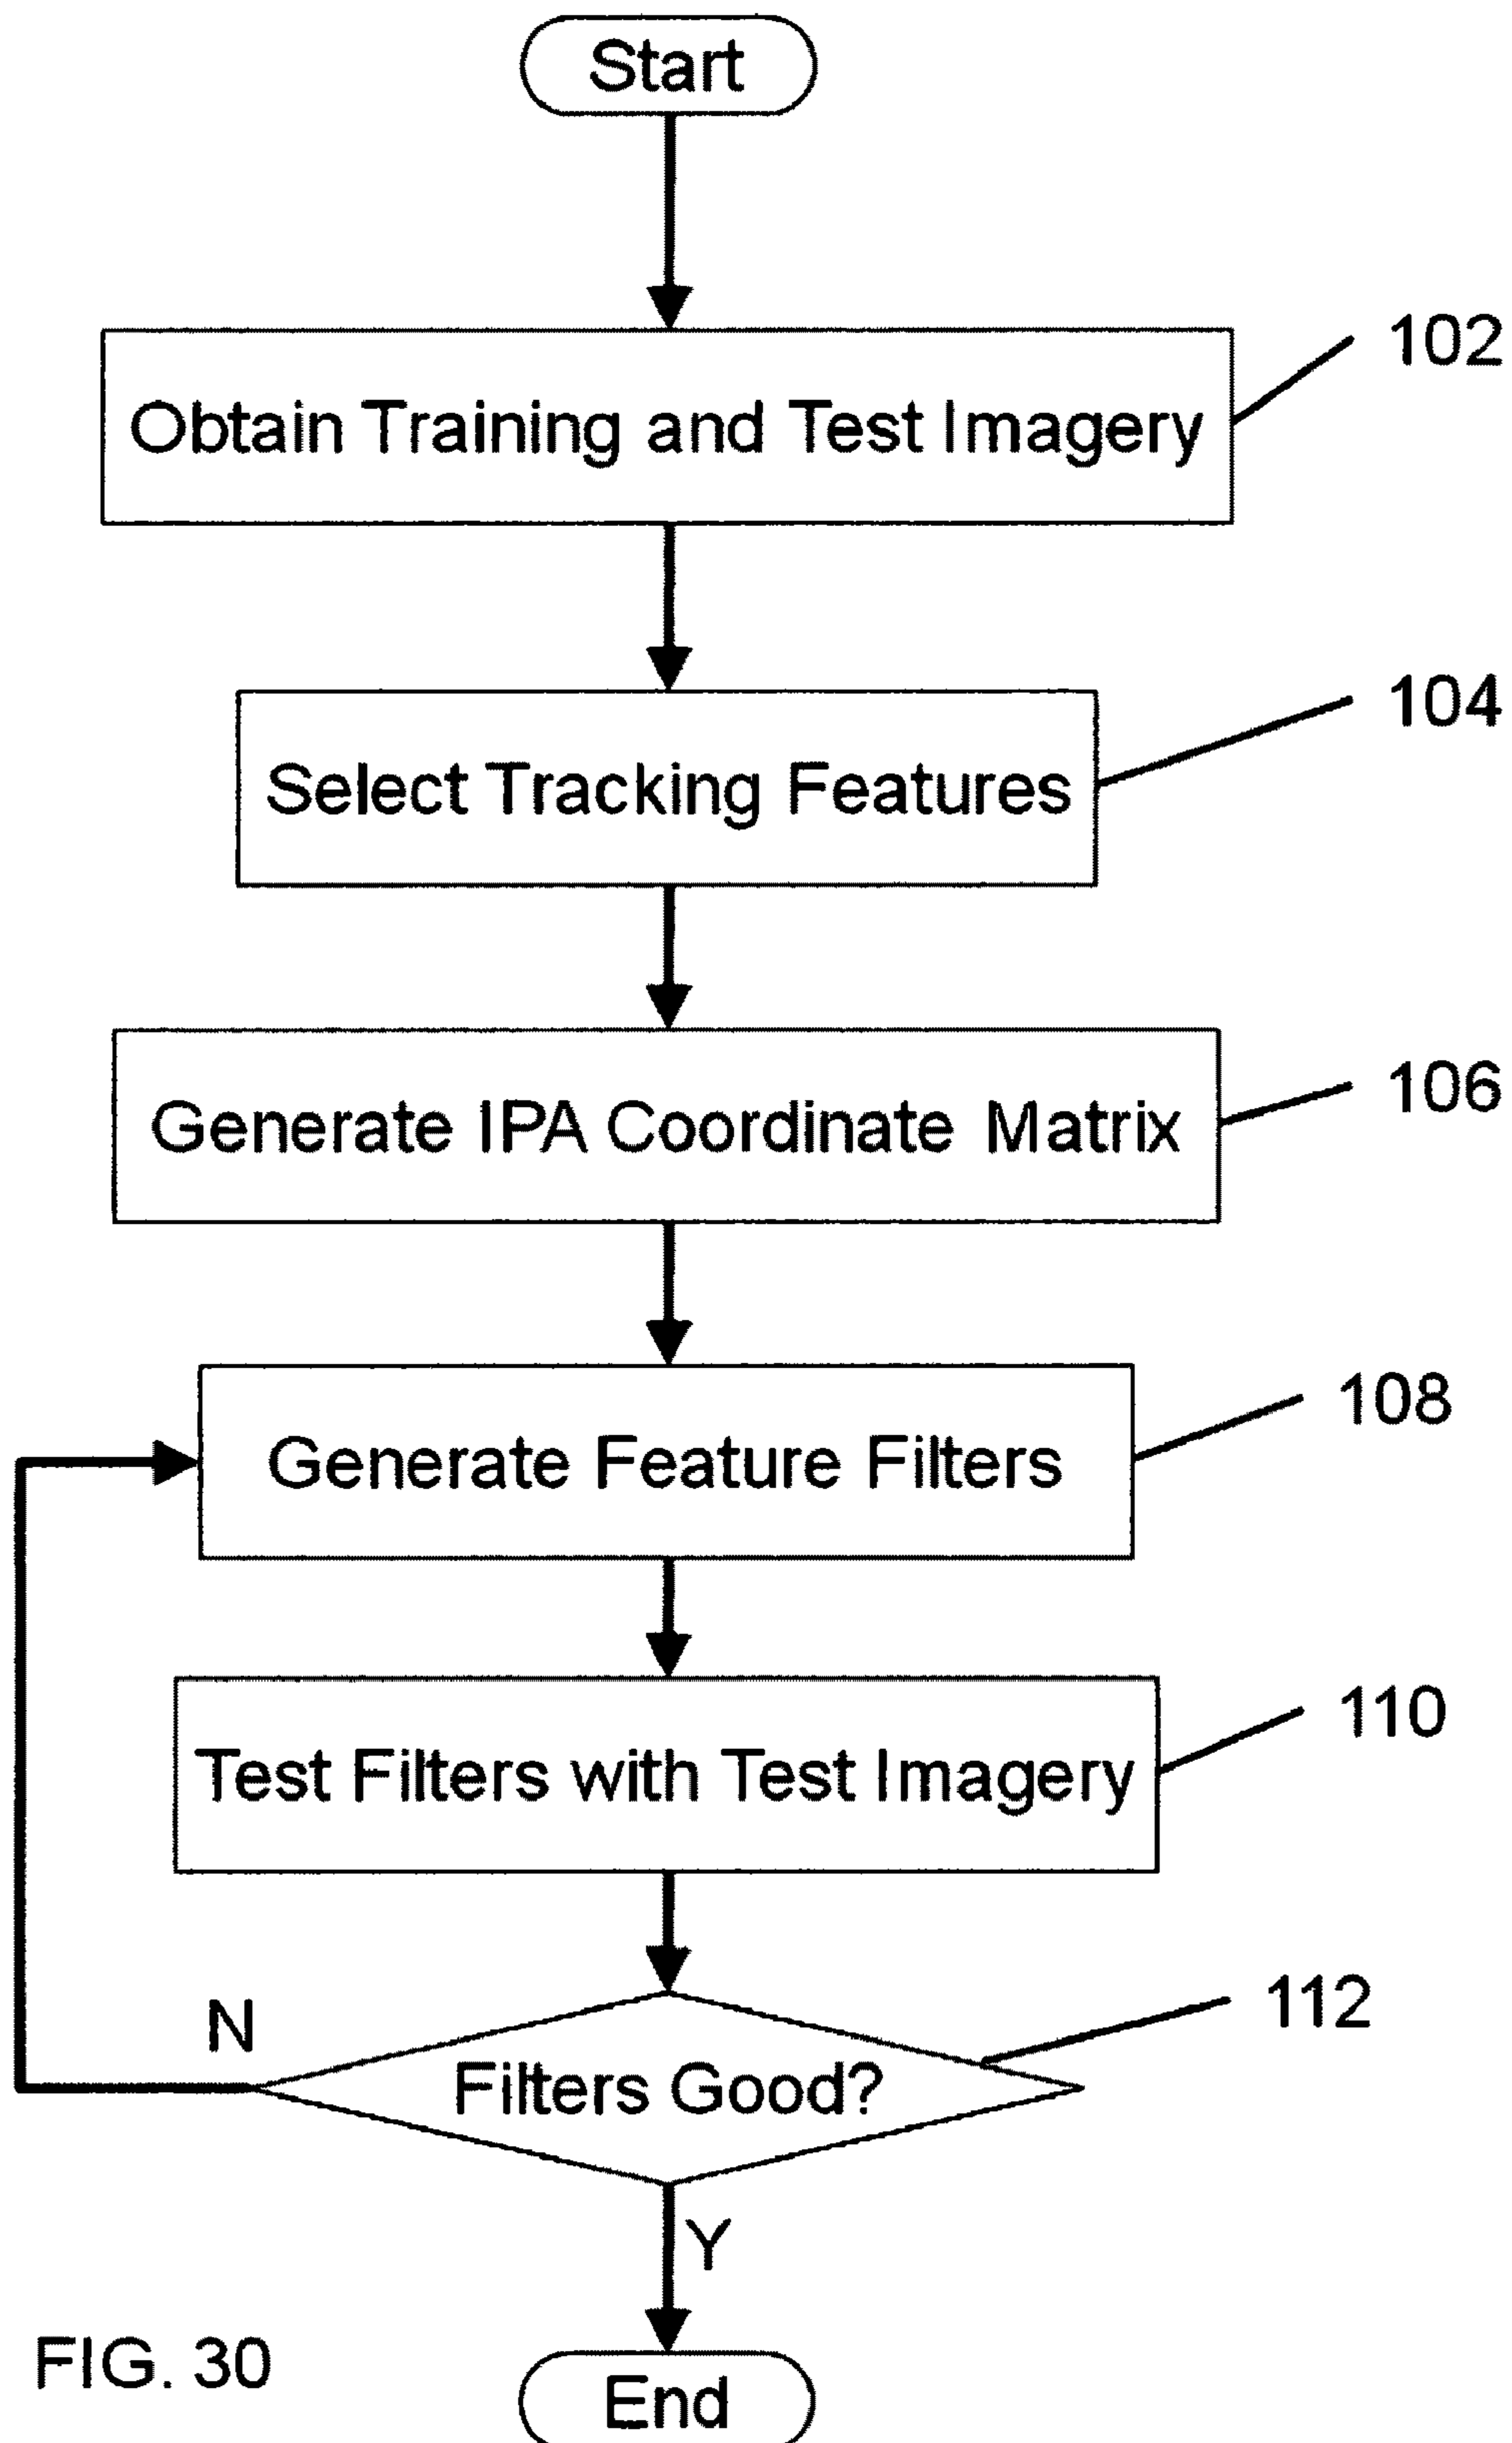 Start
Obtain Training and Test Imagery
102
Select Tracking Features
104
Generate IPA Coordinate Matrix
106
Generate Feature Filters
108
Test Filters with Test Imagery
110
Filters Good?
112
N
Y
End
FIG. 30